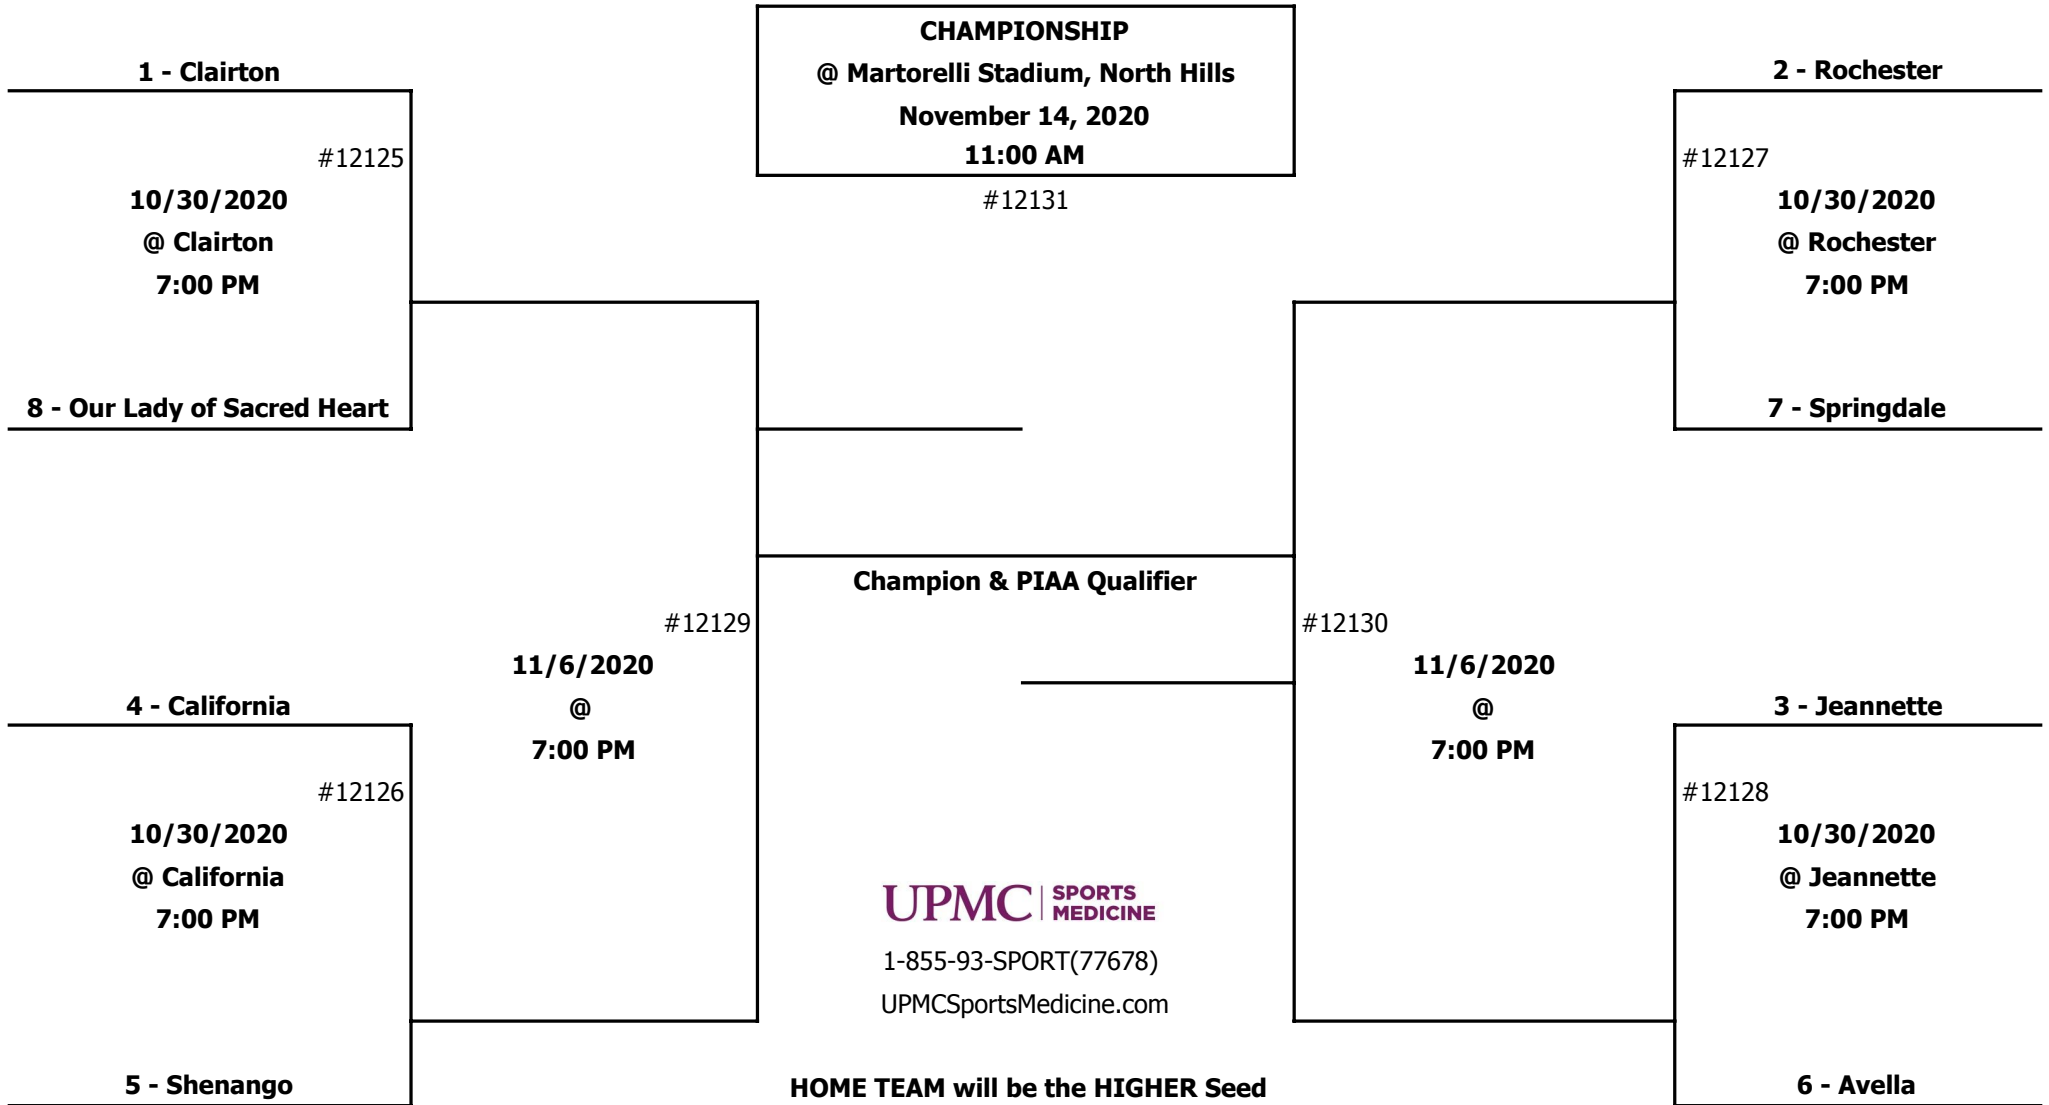 CHAMPIONSHIP
@ Martorelli Stadium, North Hills
November 14, 2020
11:00 AM
#12131
1 - Clairton
#12125
10/30/2020
@ Clairton
7:00 PM
8 - Our Lady of Sacred Heart
2 - Rochester
#12127
10/30/2020
@ Rochester
7:00 PM
7 - Springdale
Champion & PIAA Qualifier
#12129
11/6/2020
@
7:00 PM
#12130
11/6/2020
@
7:00 PM
4 - California
#12126
10/30/2020
@ California
7:00 PM
5 - Shenango
3 - Jeannette
#12128
10/30/2020
@ Jeannette
7:00 PM
6 - Avella
UPMC SPORTS
MEDICINE
1-855-93-SPORT(77678)
UPMCSportsMedicine.com
HOME TEAM will be the HIGHER Seed